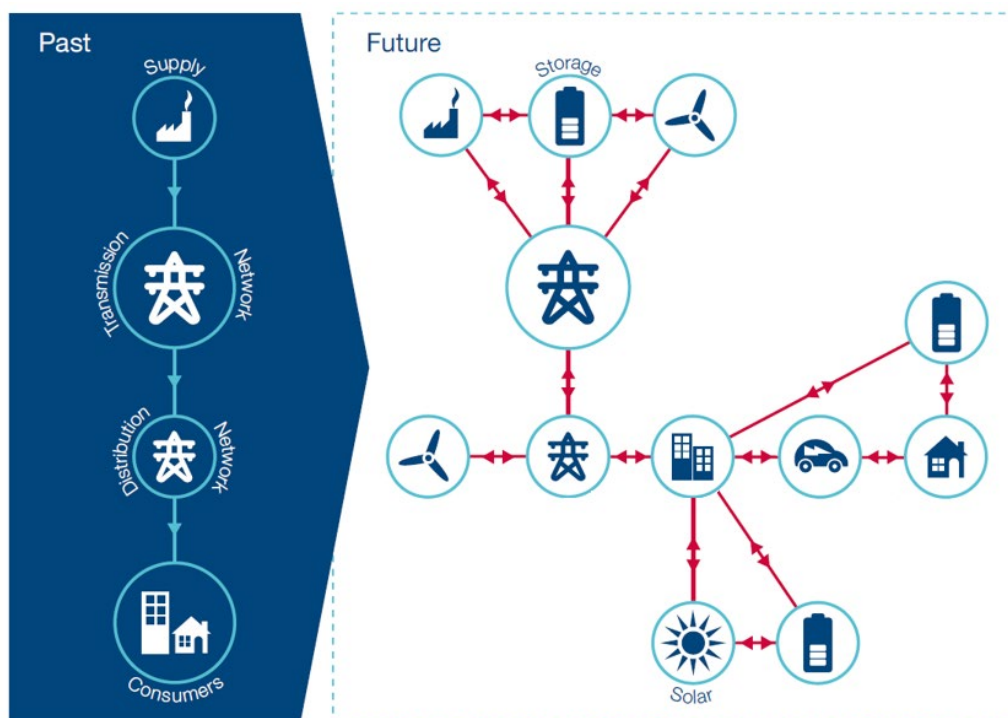 Past
Supply
Transmission Network
Distribution Network
Consumers
Future
Storage
Solar